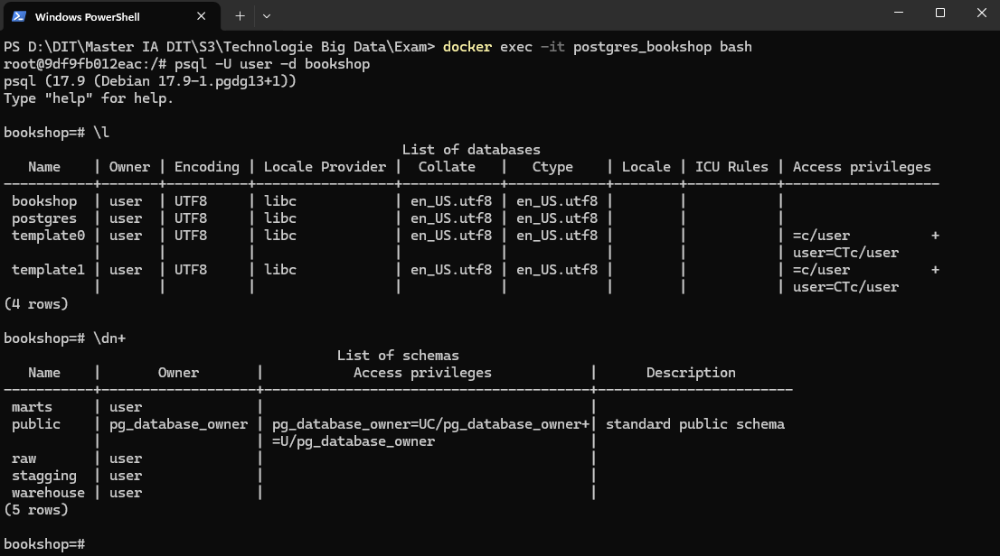 Windows PowerShell
PS D:\DIT\Master IA DIT\S3\Technologie Big Data\Exam> docker exec -it postgres_bookshop bash
root@9df9fb012eac:/# psql -U user -d bookshop
psql (17.9 (Debian 17.9-1.pgdg13+1))
Type "help" for help.

bookshop=# \l
                                                 List of databases
   Name    | Owner | Encoding | Locale Provider |  Collate   |   Ctype    | Locale | ICU Rules | Access privileges
-----------+-------+----------+-----------------+------------+------------+--------+-----------+-------------------
 bookshop  | user  | UTF8     | libc            | en_US.utf8 | en_US.utf8 |        |           |
 postgres  | user  | UTF8     | libc            | en_US.utf8 | en_US.utf8 |        |           |
 template0 | user  | UTF8     | libc            | en_US.utf8 | en_US.utf8 |        |           | =c/user          +
           |       |          |                 |            |            |        |           | user=CTc/user
 template1 | user  | UTF8     | libc            | en_US.utf8 | en_US.utf8 |        |           | =c/user          +
           |       |          |                 |            |            |        |           | user=CTc/user
(4 rows)

bookshop=# \dn+
                                         List of schemas
   Name    |       Owner       |           Access privileges            |      Description
-----------+-------------------+----------------------------------------+------------------------
 marts     | user              |                                        |
 public    | pg_database_owner | pg_database_owner=UC/pg_database_owner+| standard public schema
           |                   | =U/pg_database_owner                   |
 raw       | user              |                                        |
 stagging  | user              |                                        |
 warehouse | user              |                                        |
(5 rows)

bookshop=#